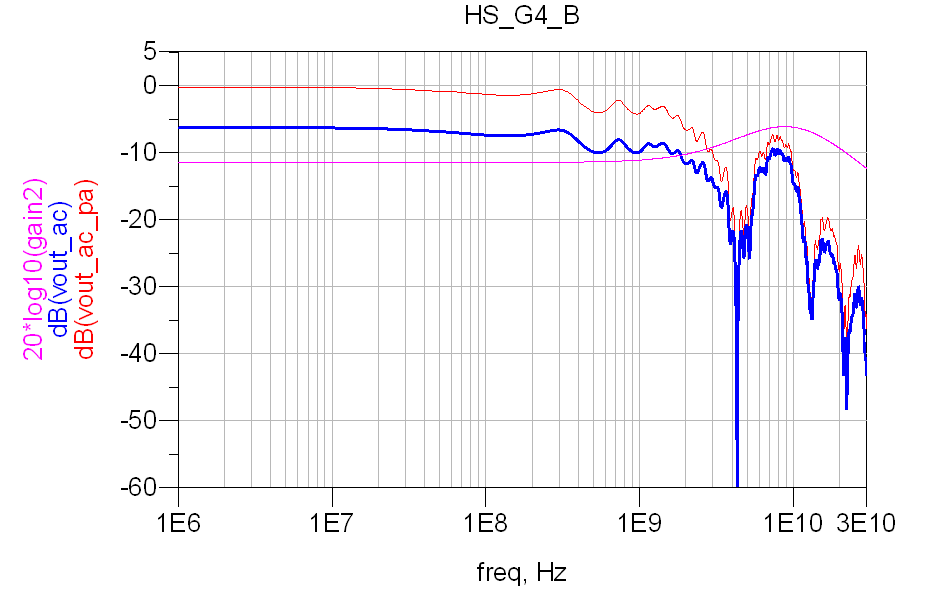 HS_G4_B
5
0
-10
-20
-30
-40
-50
-60
20*log10(gain2)
dB(vout_ac)
dB(vout_ac_pa)
1E6 1E7 1E8 1E9 1E10 3E10
freq, Hz